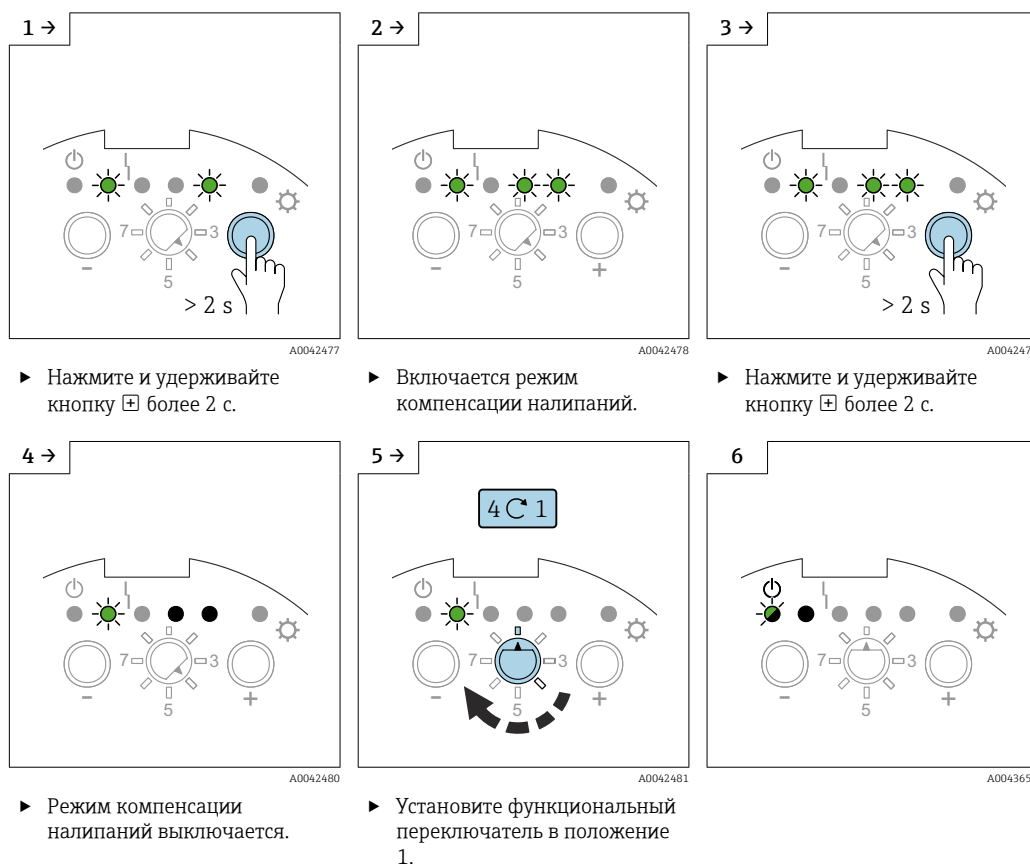 1 →
2 →
3 →
7
3
5
−
> 2 s
7
3
5
−
+
7
3
5
−
> 2 s
A0042477
A0042478
A004247
▶ Нажмите и удерживайте
кнопку ⊞ более 2 с.
▶ Включается режим
компенсации налипаний.
▶ Нажмите и удерживайте
кнопку ⊞ более 2 с.
4 →
5 →
6
7
3
5
−
+
4 1
7
3
5
−
+
7
3
5
−
+
A0042480
A0042481
A004365
▶ Режим компенсации
налипаний выключается.
▶ Установите функциональный
переключатель в положение
1.